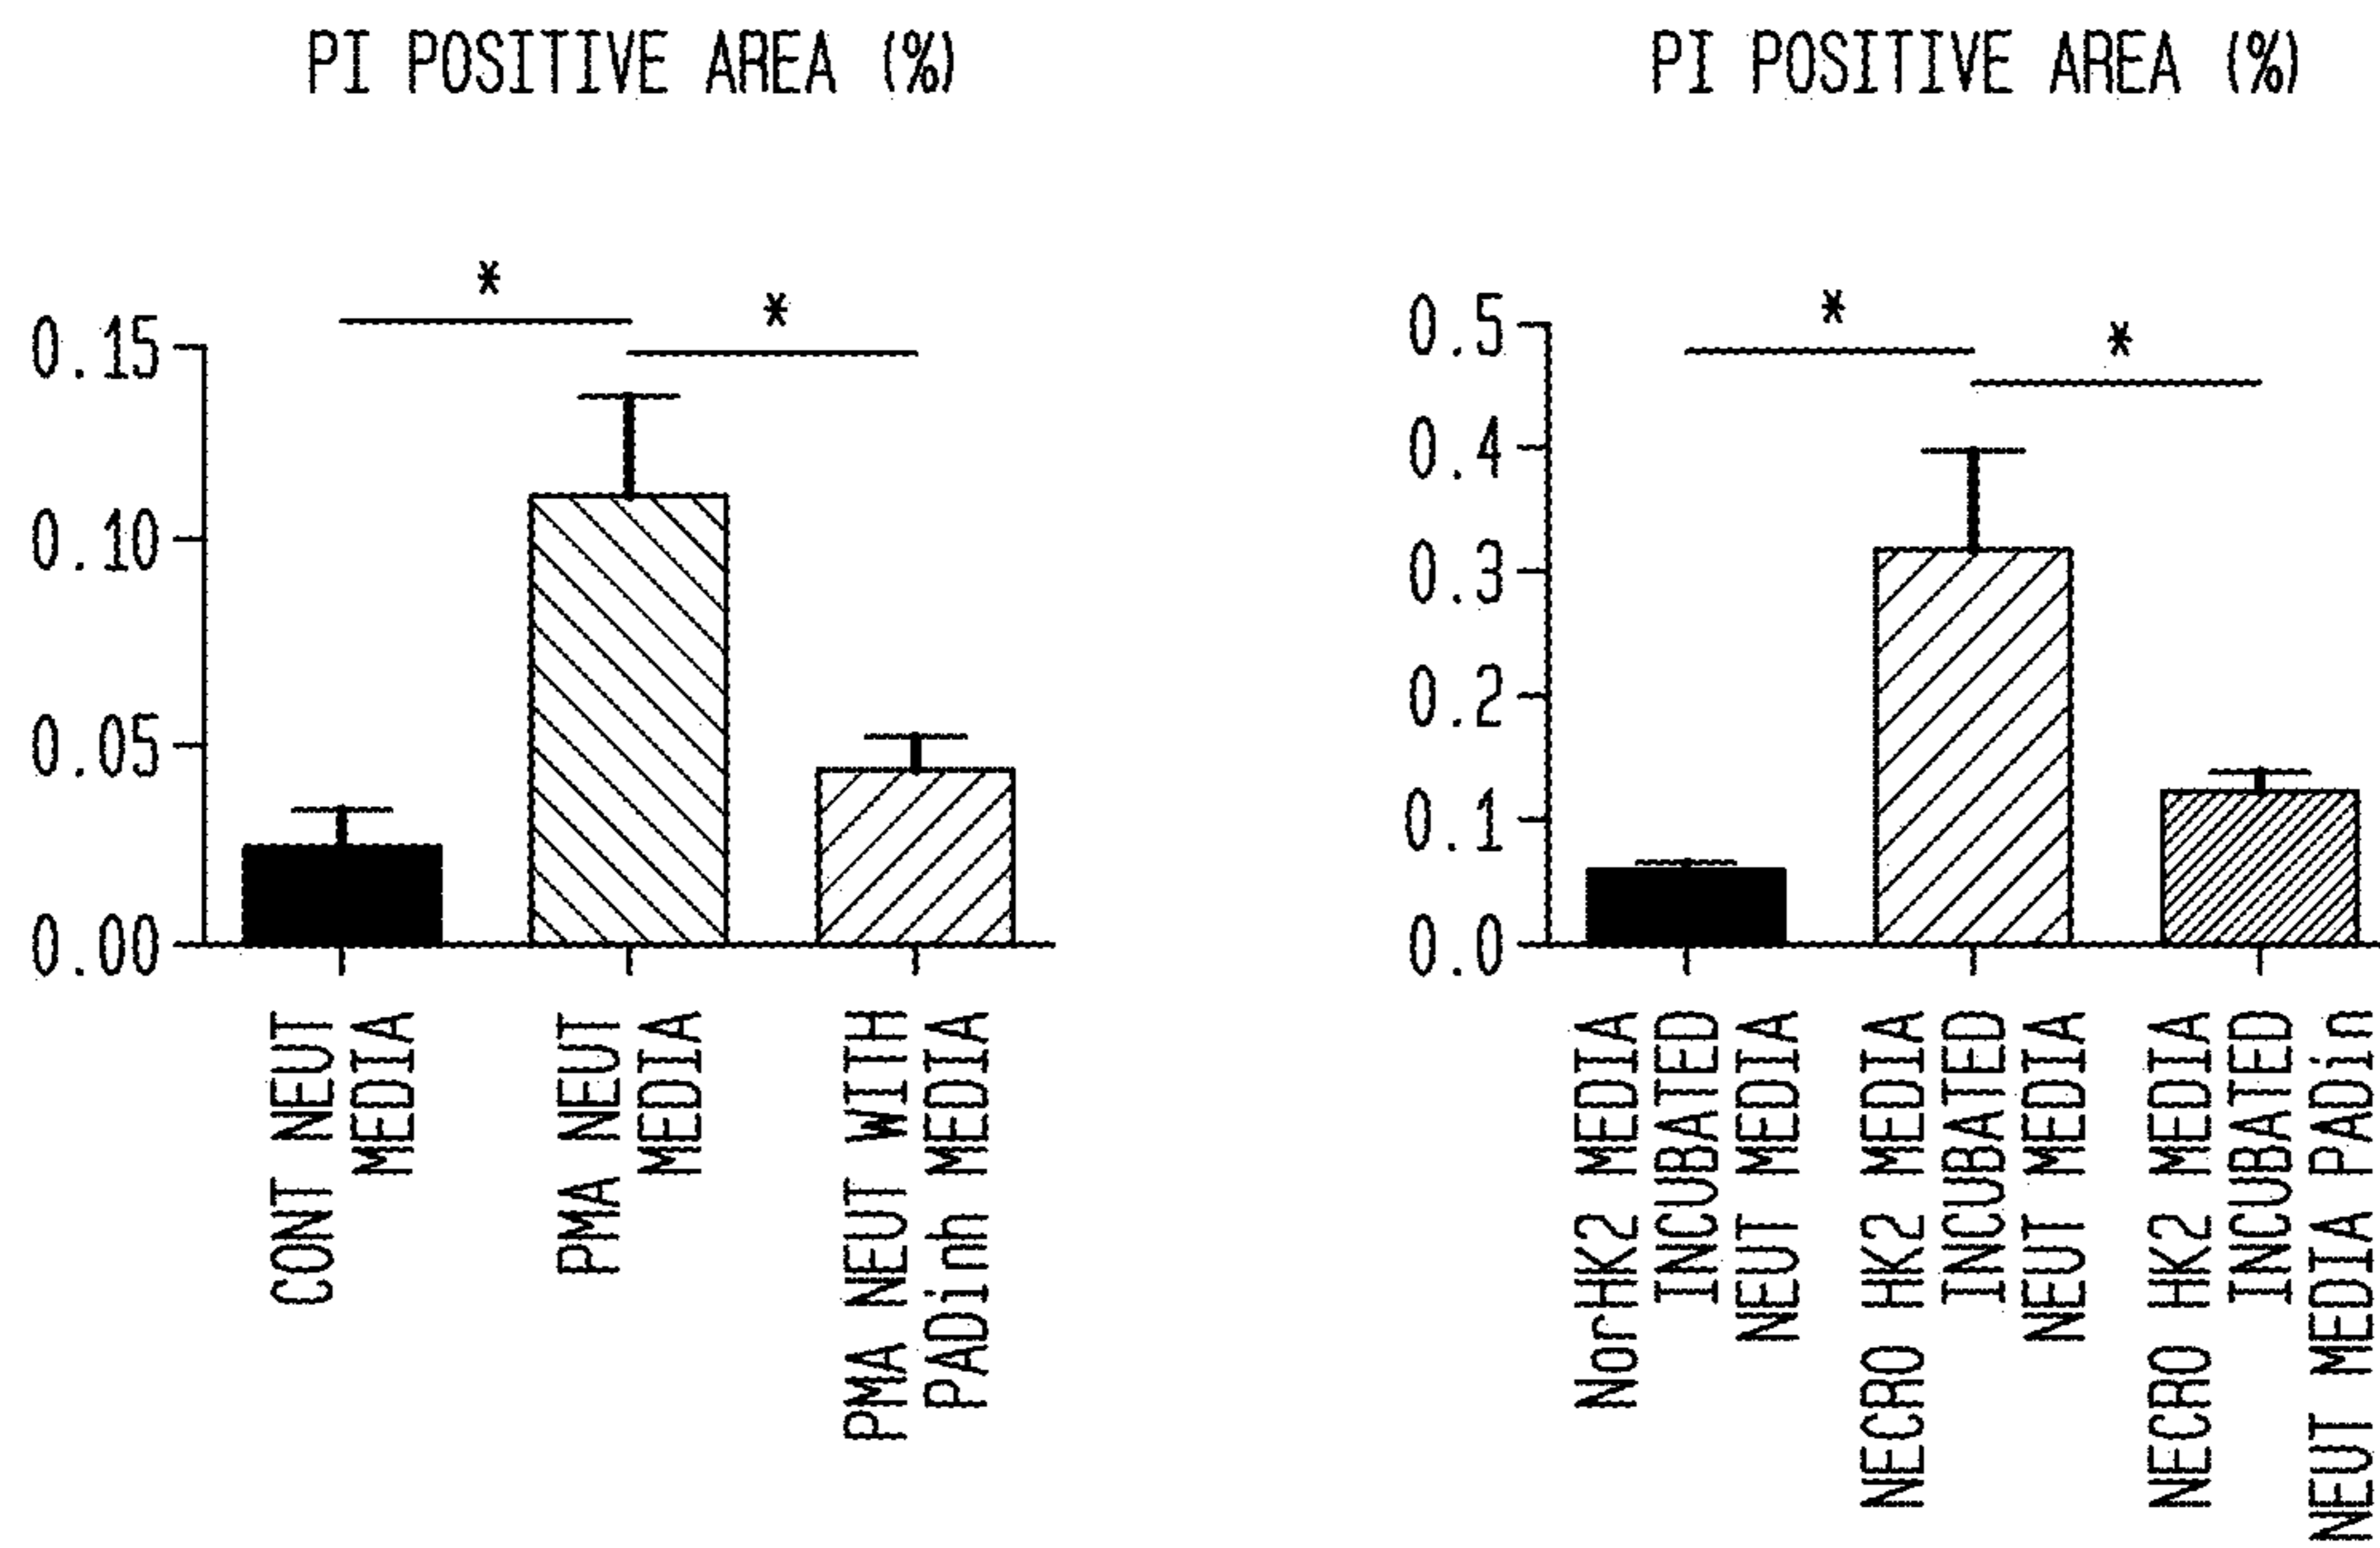 PI POSITIVE AREA (%)
*
*
0.15
0.10
0.05
0.00
CONT NEUT
MEDIA
PMA NEUT
MEDIA
PMA NEUT WITH
PADinh MEDIA
PI POSITIVE AREA (%)
*
*
0.5
0.4
0.3
0.2
0.1
0.0
NorHK2 MEDIA
INCUBATED
NEUT MEDIA
NECRO HK2 MEDIA
INCUBATED
NEUT MEDIA
NECRO HK2 MEDIA
INCUBATED
NEUT MEDIA PADin